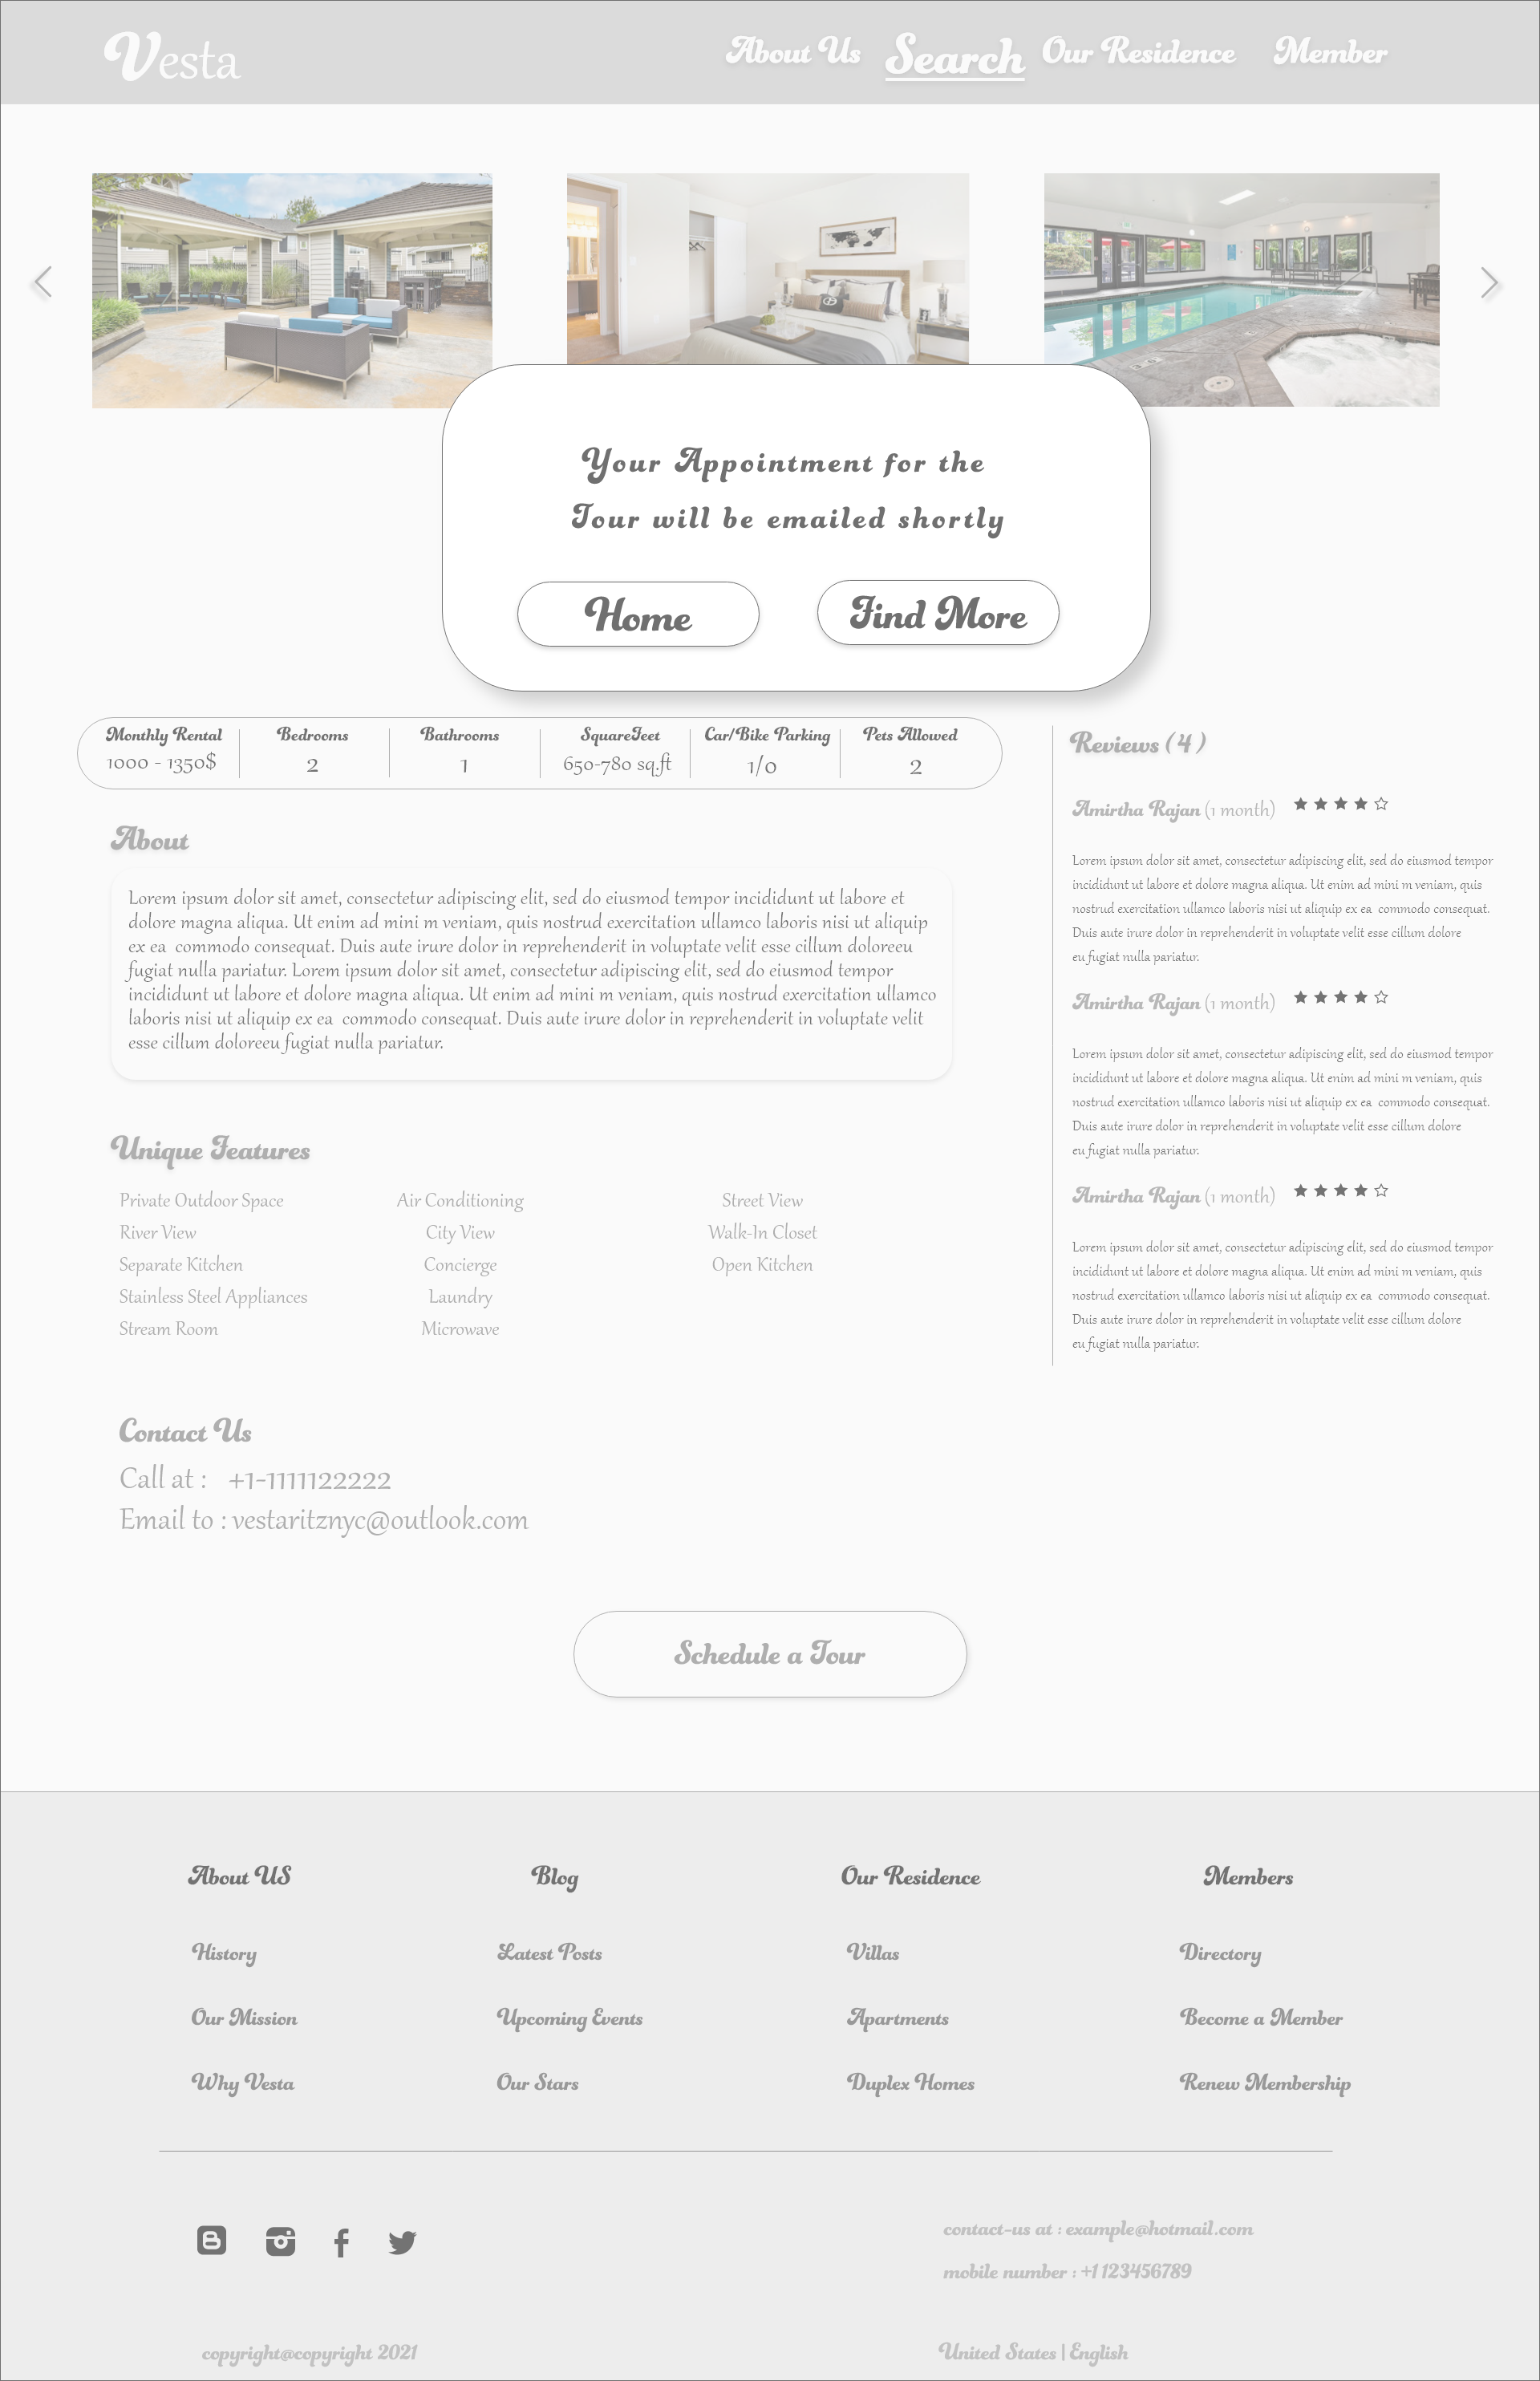 Vesta
About Us Search Our Residence Member
Your Appointment for the
Tour will be emailed shortly
Home
Find More
Monthly Rental
1000 - 1350$
Bedrooms
2
Bathrooms
1
SquareFeet
650-780 sq.ft
Car/Bike Parking
1/0
Pets Allowed
2
About
Lorem ipsum dolor sit amet, consectetur adipiscing elit, sed do eiusmod tempor incididunt ut labore et
dolore magna aliqua. Ut enim ad mini m veniam, quis nostrud exercitation ullamco laboris nisi ut aliquip
ex ea commodo consequat. Duis aute irure dolor in reprehenderit in voluptate velit esse cillum doloreeu
fugiat nulla pariatur. Lorem ipsum dolor sit amet, consectetur adipiscing elit, sed do eiusmod tempor
incididunt ut labore et dolore magna aliqua. Ut enim ad mini m veniam, quis nostrud exercitation ullamco
laboris nisi ut aliquip ex ea commodo consequat. Duis aute irure dolor in reprehenderit in voluptate velit
esse cillum doloreeu fugiat nulla pariatur.
Unique Features
Private Outdoor Space
River View
Separate Kitchen
Stainless Steel Appliances
Stream Room
Air Conditioning
City View
Concierge
Laundry
Microwave
Street View
Walk-In Closet
Open Kitchen
Contact Us
Call at : +1-1111122222
Email to : vestaritznyc@outlook.com
Reviews (4)
Amirtha Rajan (1 month)
Lorem ipsum dolor sit amet, consectetur adipiscing elit, sed do eiusmod tempor
incididunt ut labore et dolore magna aliqua. Ut enim ad mini m veniam, quis
nostrud exercitation ullamco laboris nisi ut aliquip ex ea commodo consequat.
Duis aute irure dolor in reprehenderit in voluptate velit esse cillum dolore
eu fugiat nulla pariatur.
Amirtha Rajan (1 month)
Lorem ipsum dolor sit amet, consectetur adipiscing elit, sed do eiusmod tempor
incididunt ut labore et dolore magna aliqua. Ut enim ad mini m veniam, quis
nostrud exercitation ullamco laboris nisi ut aliquip ex ea commodo consequat.
Duis aute irure dolor in reprehenderit in voluptate velit esse cillum dolore
eu fugiat nulla pariatur.
Amirtha Rajan (1 month)
Lorem ipsum dolor sit amet, consectetur adipiscing elit, sed do eiusmod tempor
incididunt ut labore et dolore magna aliqua. Ut enim ad mini m veniam, quis
nostrud exercitation ullamco laboris nisi ut aliquip ex ea commodo consequat.
Duis aute irure dolor in reprehenderit in voluptate velit esse cillum dolore
eu fugiat nulla pariatur.
Schedule a Tour
About US
History
Our Mission
Why Vesta
Blog
Latest Posts
Upcoming Events
Our Stars
Our Residence
Villas
Apartments
Duplex Homes
Members
Directory
Become a Member
Renew Membership
contact-us at : example@hotmail.com
mobile number : +1 123456789
copyright@copyright 2021
United States | English